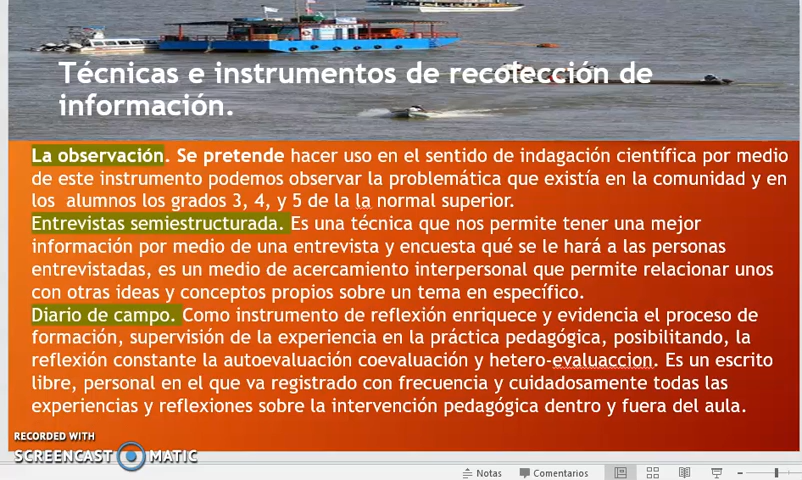 Técnicas e instrumentos de recolección de
información.
La observación. Se pretende hacer uso en el sentido de indagación científica por medio
de este instrumento podemos observar la problemática que existía en la comunidad y en
los alumnos los grados 3, 4, y 5 de la la normal superior.
Entrevistas semiestructurada. Es una técnica que nos permite tener una mejor
información por medio de una entrevista y encuesta qué se le hará a las personas
entrevistadas, es un medio de acercamiento interpersonal que permite relacionar unos
con otras ideas y conceptos propios sobre un tema en específico.
Diario de campo. Como instrumento de reflexión enriquece y evidencia el proceso de
formación, supervisión de la experiencia en la práctica pedagógica, posibilitando, la
reflexión constante la autoevaluación coevaluación y hetero-evaluaccion. Es un escrito
libre, personal en el que va registrado con frecuencia y cuidadosamente todas las
experiencias y reflexiones sobre la intervención pedagógica dentro y fuera del aula.
RECORDED WITH
SCREENCAST MATIC
Notas Comentarios